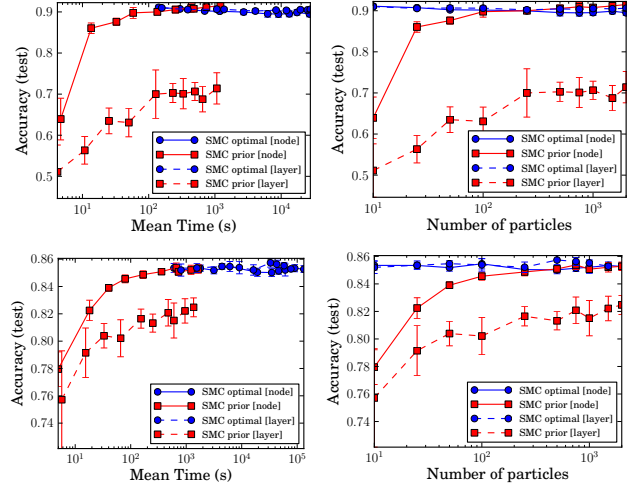 0.9
0.8
0.7
0.6
0.5
Accuracy (test)
SMC optimal [node]
SMC prior [node]
SMC optimal [layer]
SMC prior [layer]
10^1 10^2 10^3 10^4
Mean Time (s)
0.9
0.8
0.7
0.6
0.5
Accuracy (test)
SMC optimal [node]
SMC prior [node]
SMC optimal [layer]
SMC prior [layer]
10^1 10^2 10^3
Number of particles
0.86
0.84
0.82
0.80
0.78
0.76
0.74
Accuracy (test)
SMC optimal [node]
SMC prior [node]
SMC optimal [layer]
SMC prior [layer]
10^1 10^2 10^3 10^4 10^5
Mean Time (s)
0.86
0.84
0.82
0.80
0.78
0.76
0.74
Accuracy (test)
SMC optimal [node]
SMC prior [node]
SMC optimal [layer]
SMC prior [layer]
10^1 10^2 10^3
Number of particles